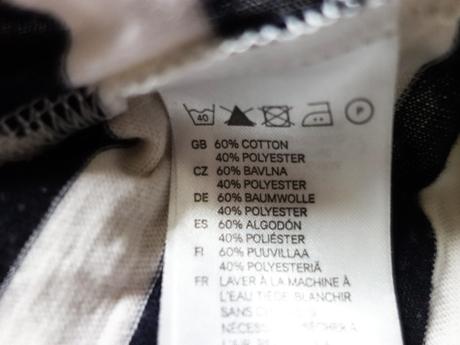 40 P
GB 60% COTTON
40% POLYESTER
CZ 60% BAVLNA
40% POLYESTER
DE 60% BAUMWOLLE
40% POLYESTER
ES 60% ALGODÓN
40% POLIÉSTER
FI 60% PUUVILLAA
40% POLYESTERIÄ
FR LAVER À LA MACHINE À
L'EAU TIÈDE BLANCHIR
SANS